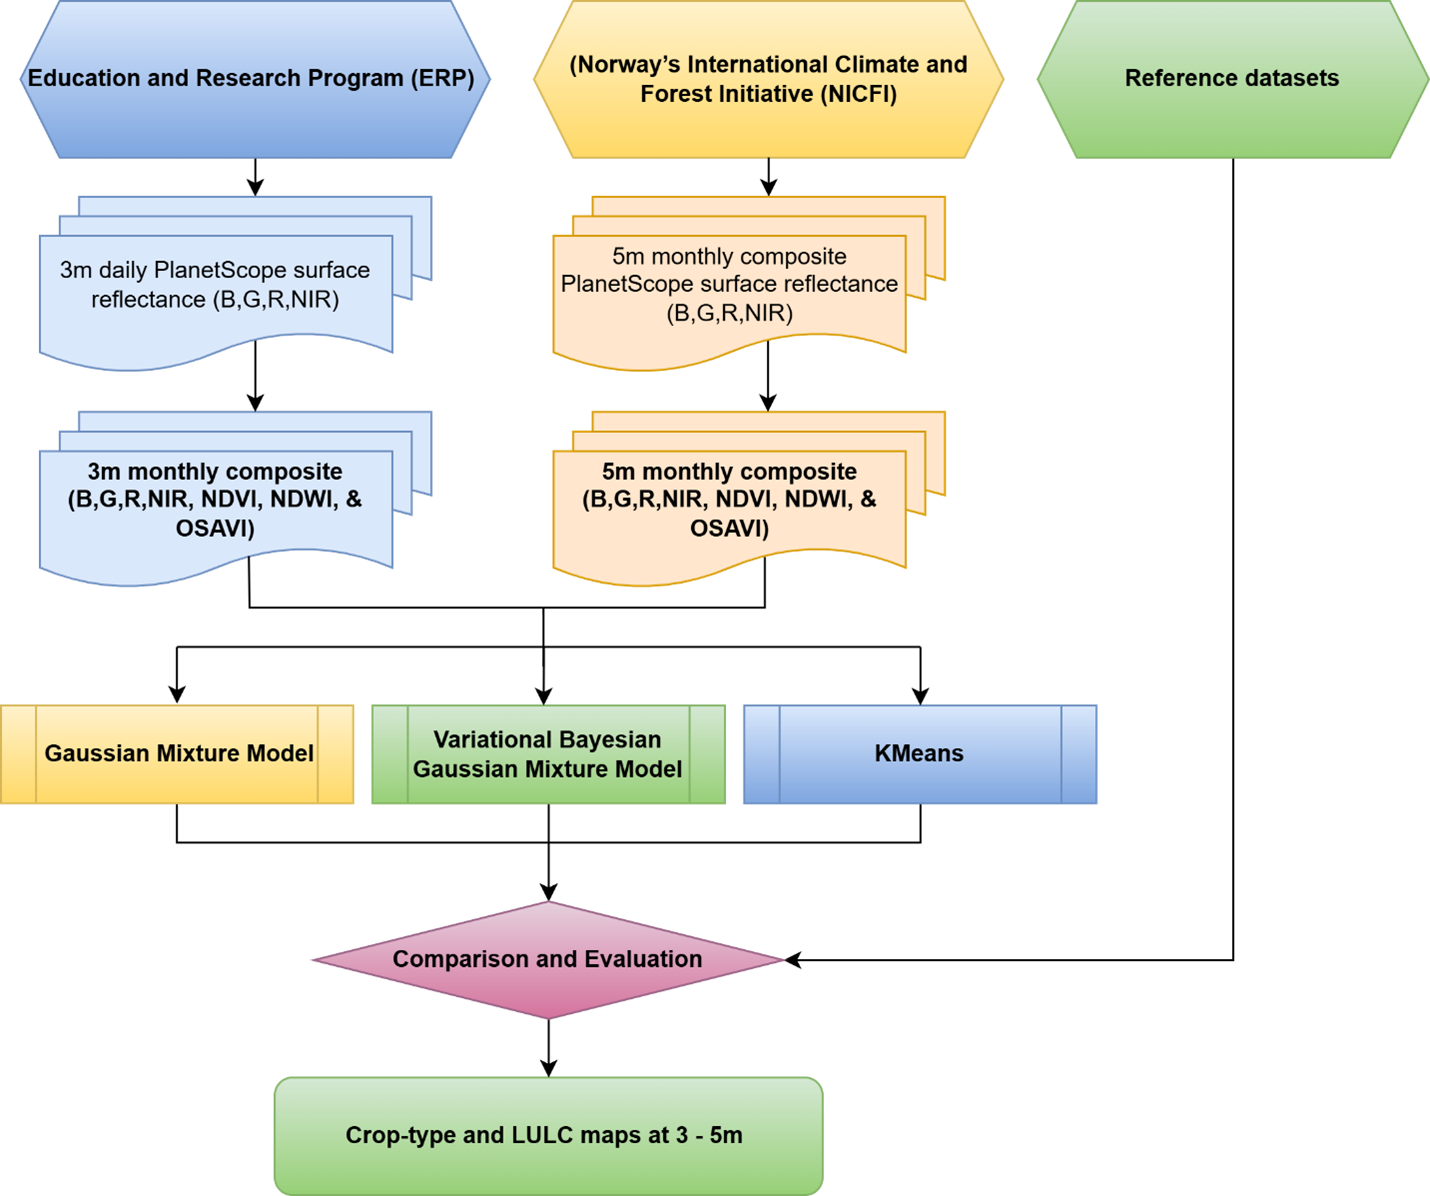 Education and Research Program (ERP)
(Norway's International Climate and
Forest Initiative (NICFI)
Reference datasets
3m daily PlanetScope surface
reflectance (B,G,R,NIR)
5m monthly composite
PlanetScope surface reflectance
(B,G,R,NIR)
3m monthly composite
(B,G,R,NIR, NDVI, NDWI, &
OSAVI)
5m monthly composite
(B,G,R,NIR, NDVI, NDWI, &
OSAVI)
Gaussian Mixture Model
Variational Bayesian
Gaussian Mixture Model
KMeans
Comparison and Evaluation
Crop-type and LULC maps at 3 - 5m